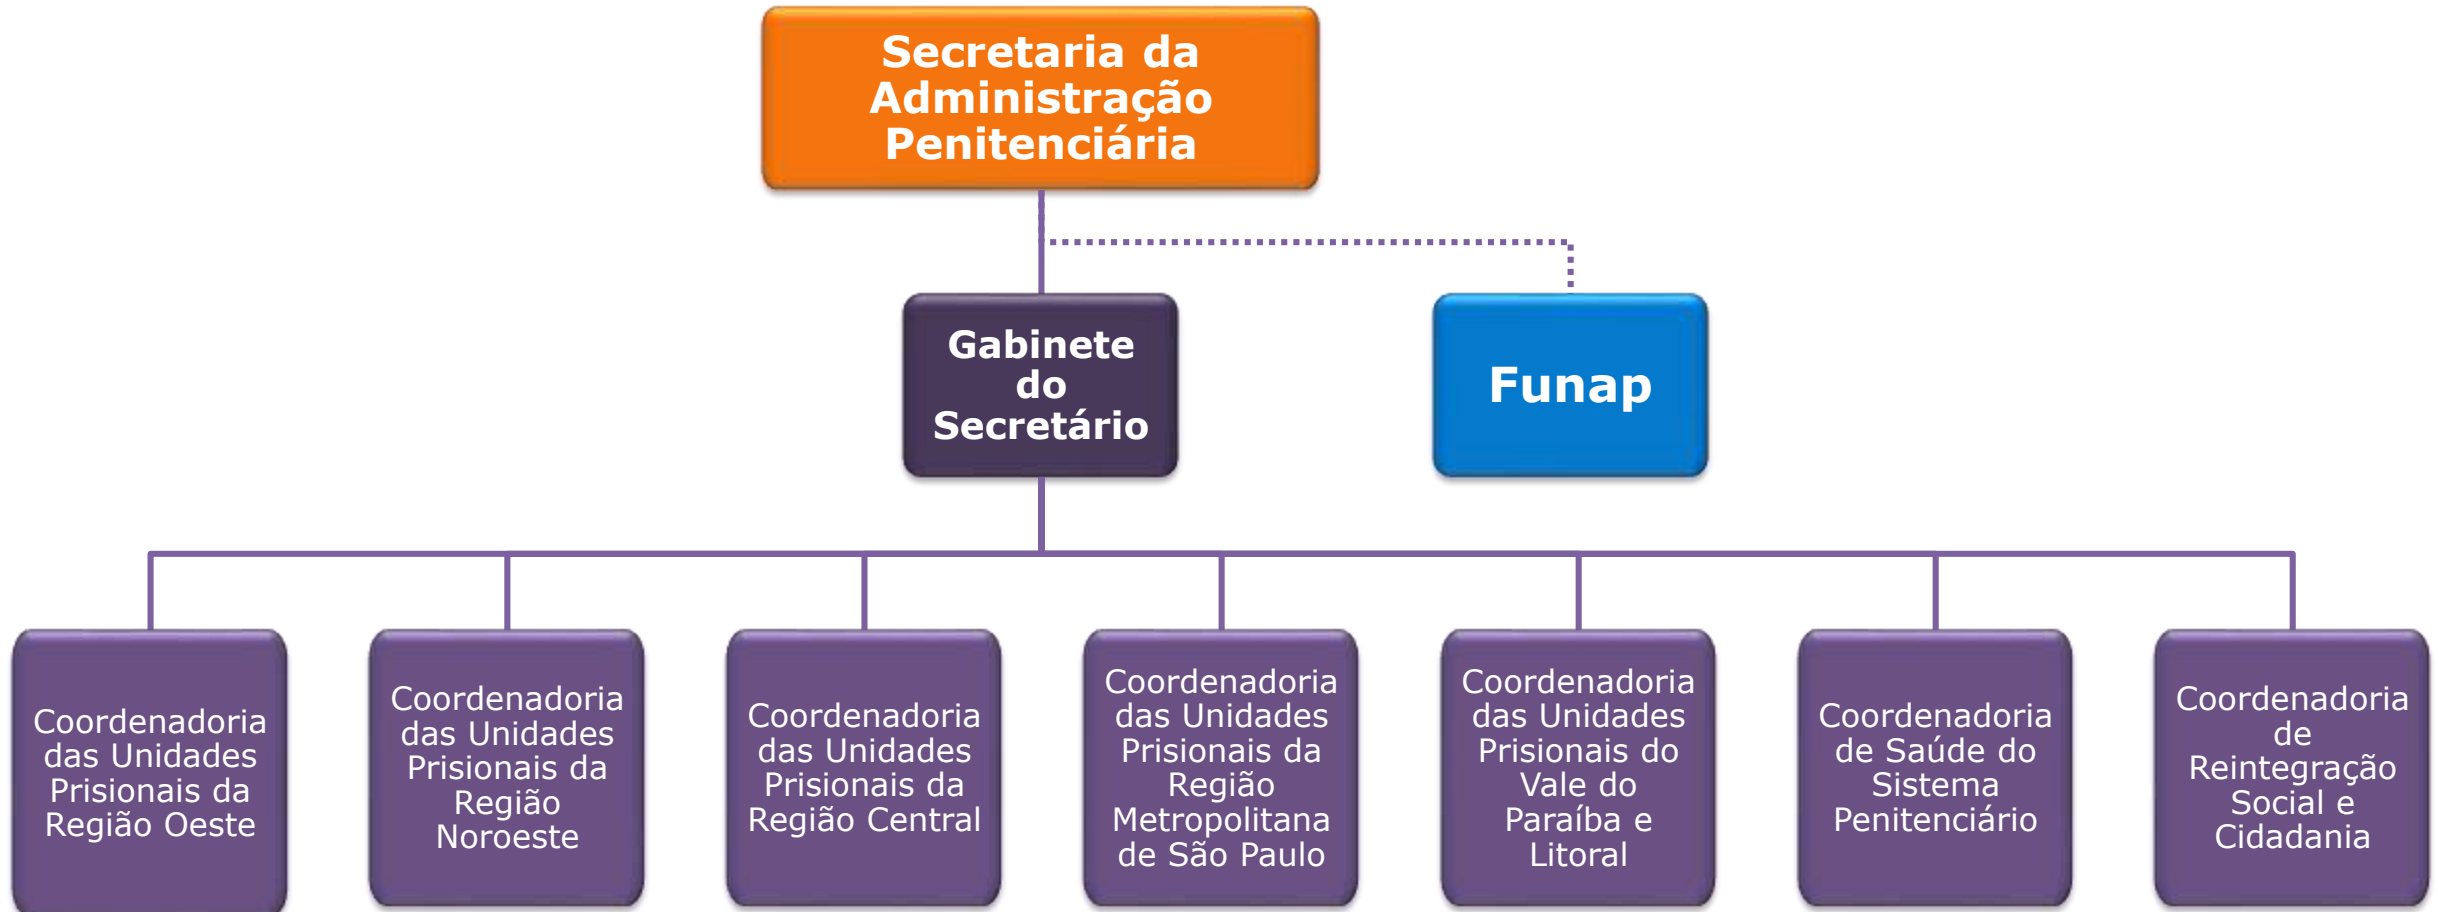 Secretaria da
Administração
Penitenciária
Gabinete
do
Secretário
Funap
Coordenadoria
das Unidades
Prisionais da
Região Oeste
Coordenadoria
das Unidades
Prisionais da
Região
Noroeste
Coordenadoria
das Unidades
Prisionais da
Região Central
Coordenadoria
das Unidades
Prisionais da
Região
Metropolitana
de São Paulo
Coordenadoria
das Unidades
Prisionais do
Vale do
Paraíba e
Litoral
Coordenadoria
de Saúde do
Sistema
Penitenciário
Coordenadoria
de
Reintegração
Social e
Cidadania